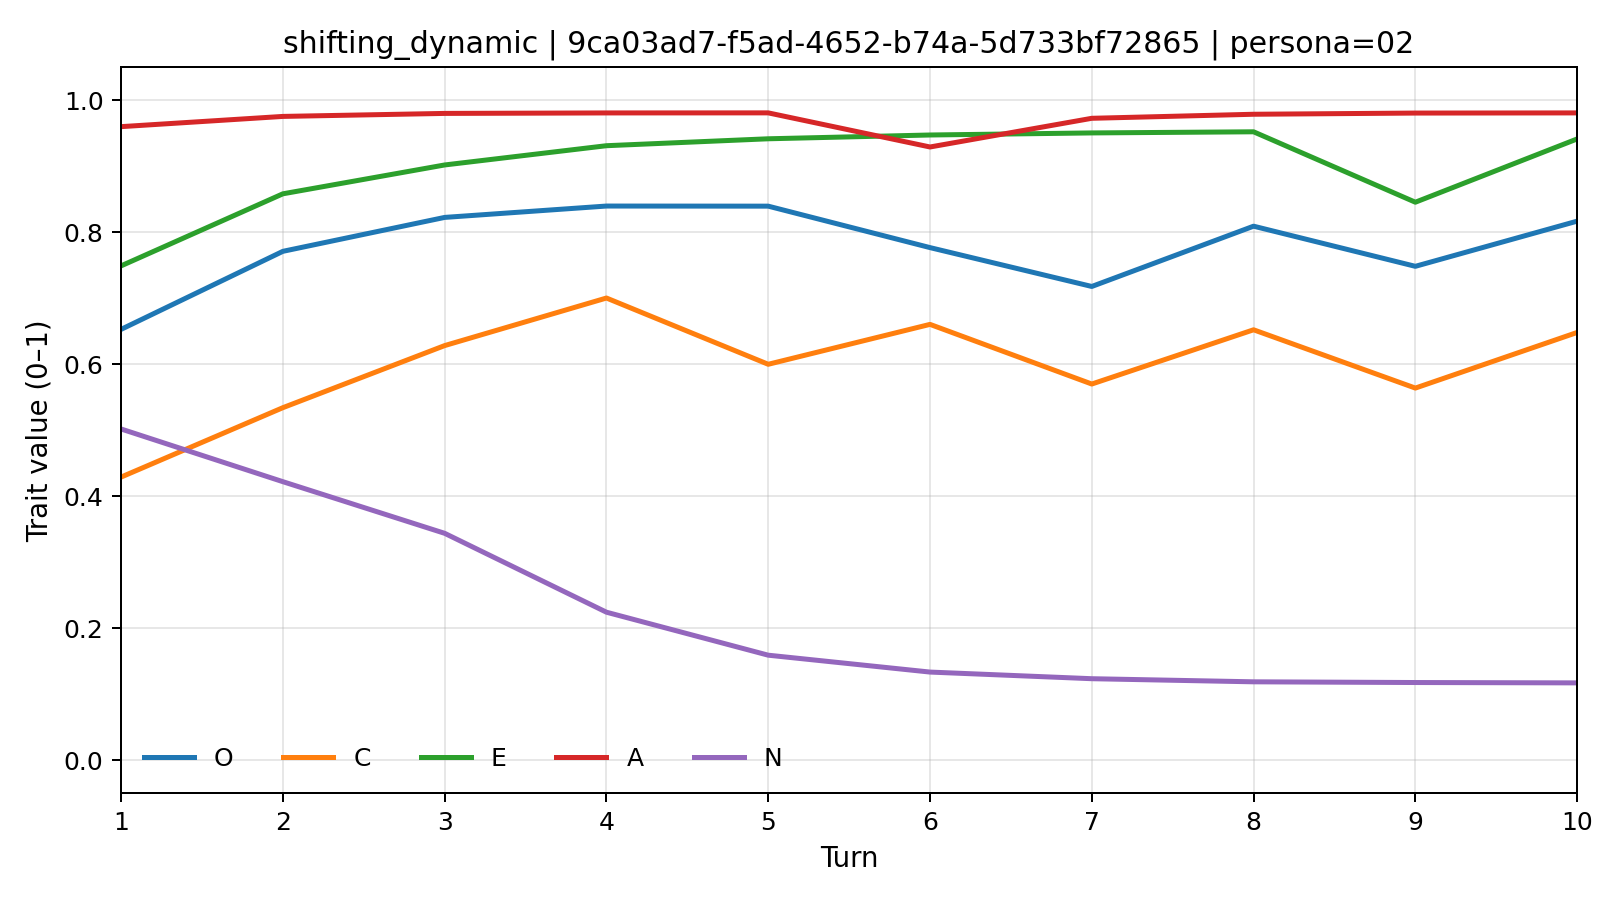 shifting_dynamic | 9ca03ad7-f5ad-4652-b74a-5d733bf72865 | persona=02
Trait value (0–1)
1.0
0.8
0.6
0.4
0.2
0.0
O C E A N
1 2 3 4 5 6 7 8 9 10
Turn